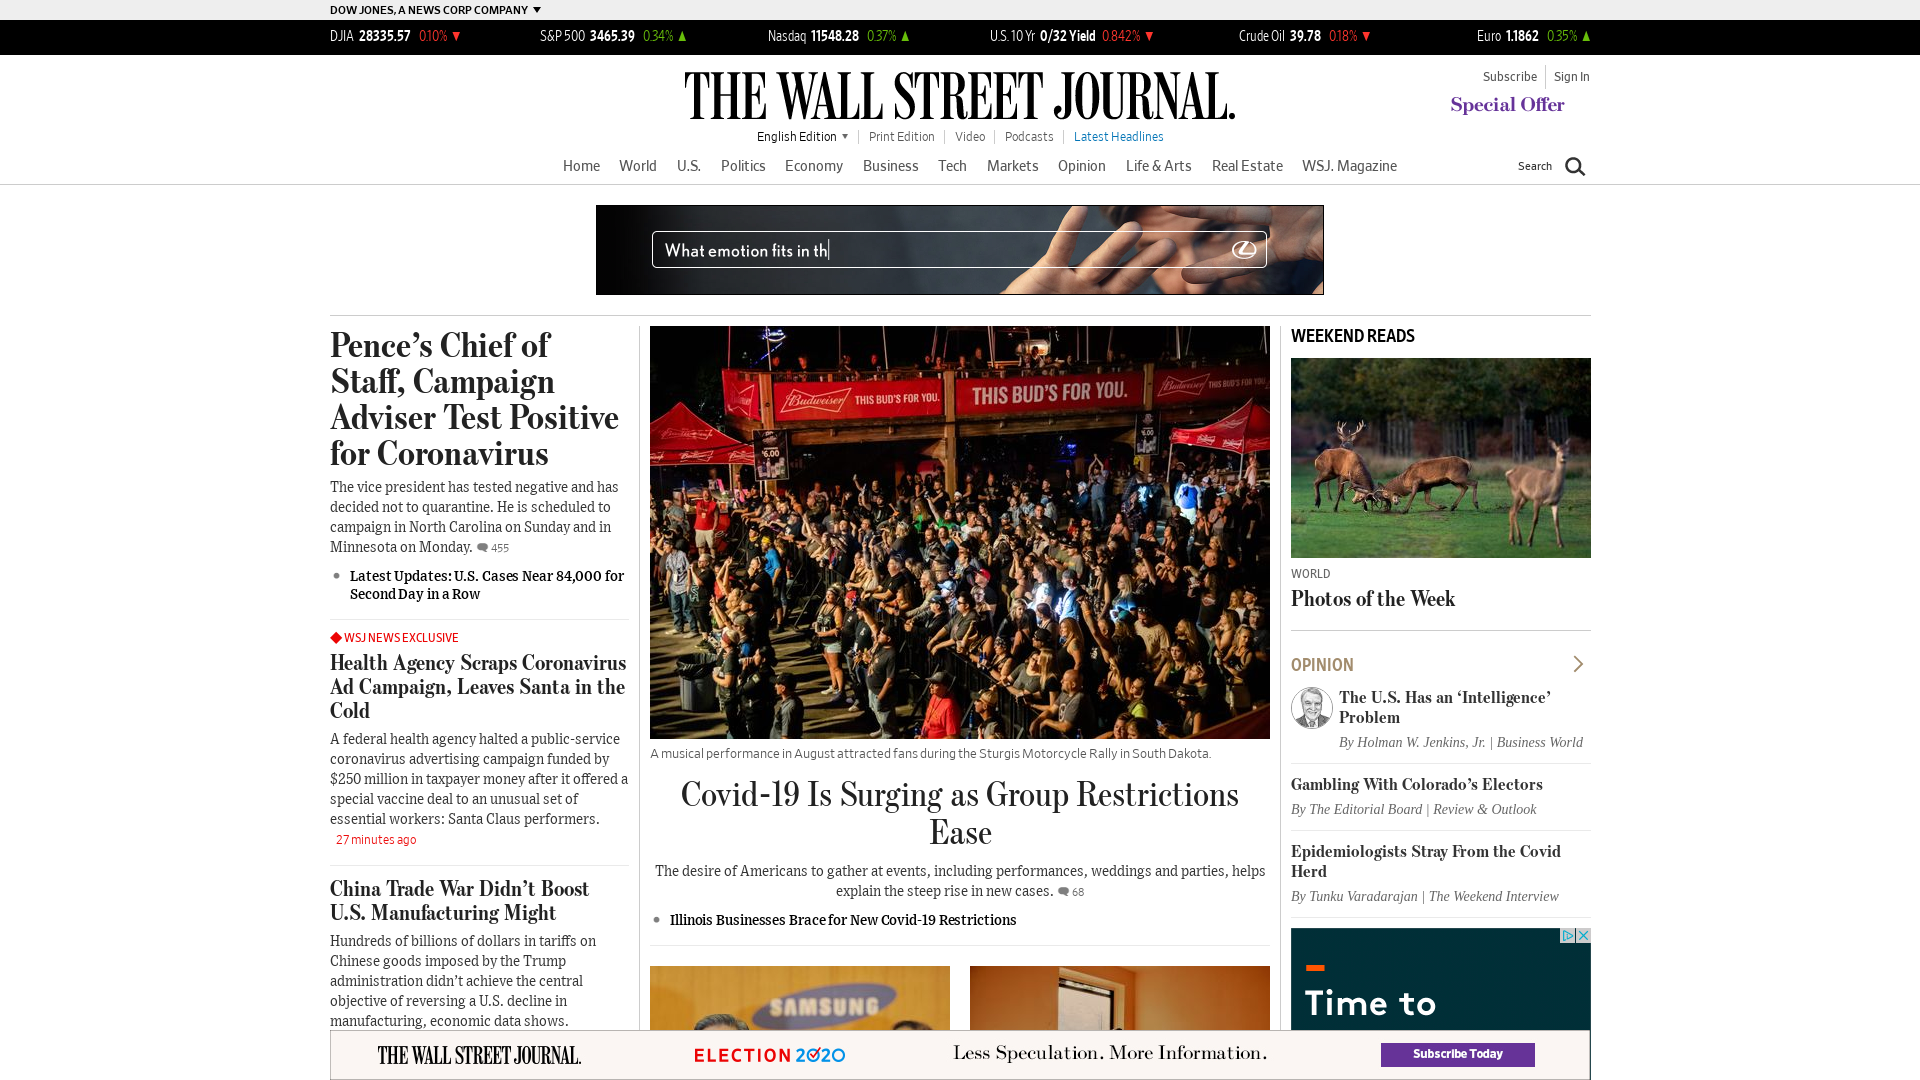 DOW JONES, A NEWS CORP COMPANY
DJIA 28335.57 0.10% S&P 500 3465.39 0.34% Nasdaq 11548.28 0.37% U.S. 10 Yr 0/32 Yield 0.842% Crude Oil 39.78 0.18% Euro 1.1862 0.35%
Subscribe Sign In
THE WALL STREET JOURNAL.
Special Offer
English Edition Print Edition Video Podcasts Latest Headlines
Home World U.S. Politics Economy Business Tech Markets Opinion Life & Arts Real Estate WSJ. Magazine Search
What emotion fits in th
Pence’s Chief of
Staff, Campaign
Adviser Test Positive
for Coronavirus
The vice president has tested negative and has
decided not to quarantine. He is scheduled to
campaign in North Carolina on Sunday and in
Minnesota on Monday. 455
Latest Updates: U.S. Cases Near 84,000 for
Second Day in a Row
WSJ NEWS EXCLUSIVE
Health Agency Scraps Coronavirus
Ad Campaign, Leaves Santa in the
Cold
A federal health agency halted a public-service
coronavirus advertising campaign funded by
$250 million in taxpayer money after it offered a
special vaccine deal to an unusual set of
essential workers: Santa Claus performers.
27 minutes ago
China Trade War Didn’t Boost
U.S. Manufacturing Might
Hundreds of billions of dollars in tariffs on
Chinese goods imposed by the Trump
administration didn’t achieve the central
objective of reversing a U.S. decline in
manufacturing, economic data shows.
Budweiser THIS BUD'S FOR YOU. THIS BUD'S FOR YOU. THIS BUD'S FOR YOU.
A musical performance in August attracted fans during the Sturgis Motorcycle Rally in South Dakota.
Covid-19 Is Surging as Group Restrictions
Ease
The desire of Americans to gather at events, including performances, weddings and parties, helps
explain the steep rise in new cases. 68
Illinois Businesses Brace for New Covid-19 Restrictions
SAMSUNG
WEEKEND READS
WORLD
Photos of the Week
OPINION
The U.S. Has an ‘Intelligence’
Problem
By Holman W. Jenkins, Jr. | Business World
Gambling With Colorado’s Electors
By The Editorial Board | Review & Outlook
Epidemiologists Stray From the Covid
Herd
By Tunku Varadarajan | The Weekend Interview
Time to
THE WALL STREET JOURNAL. ELECTION 2020 Less Speculation. More Information. Subscribe Today